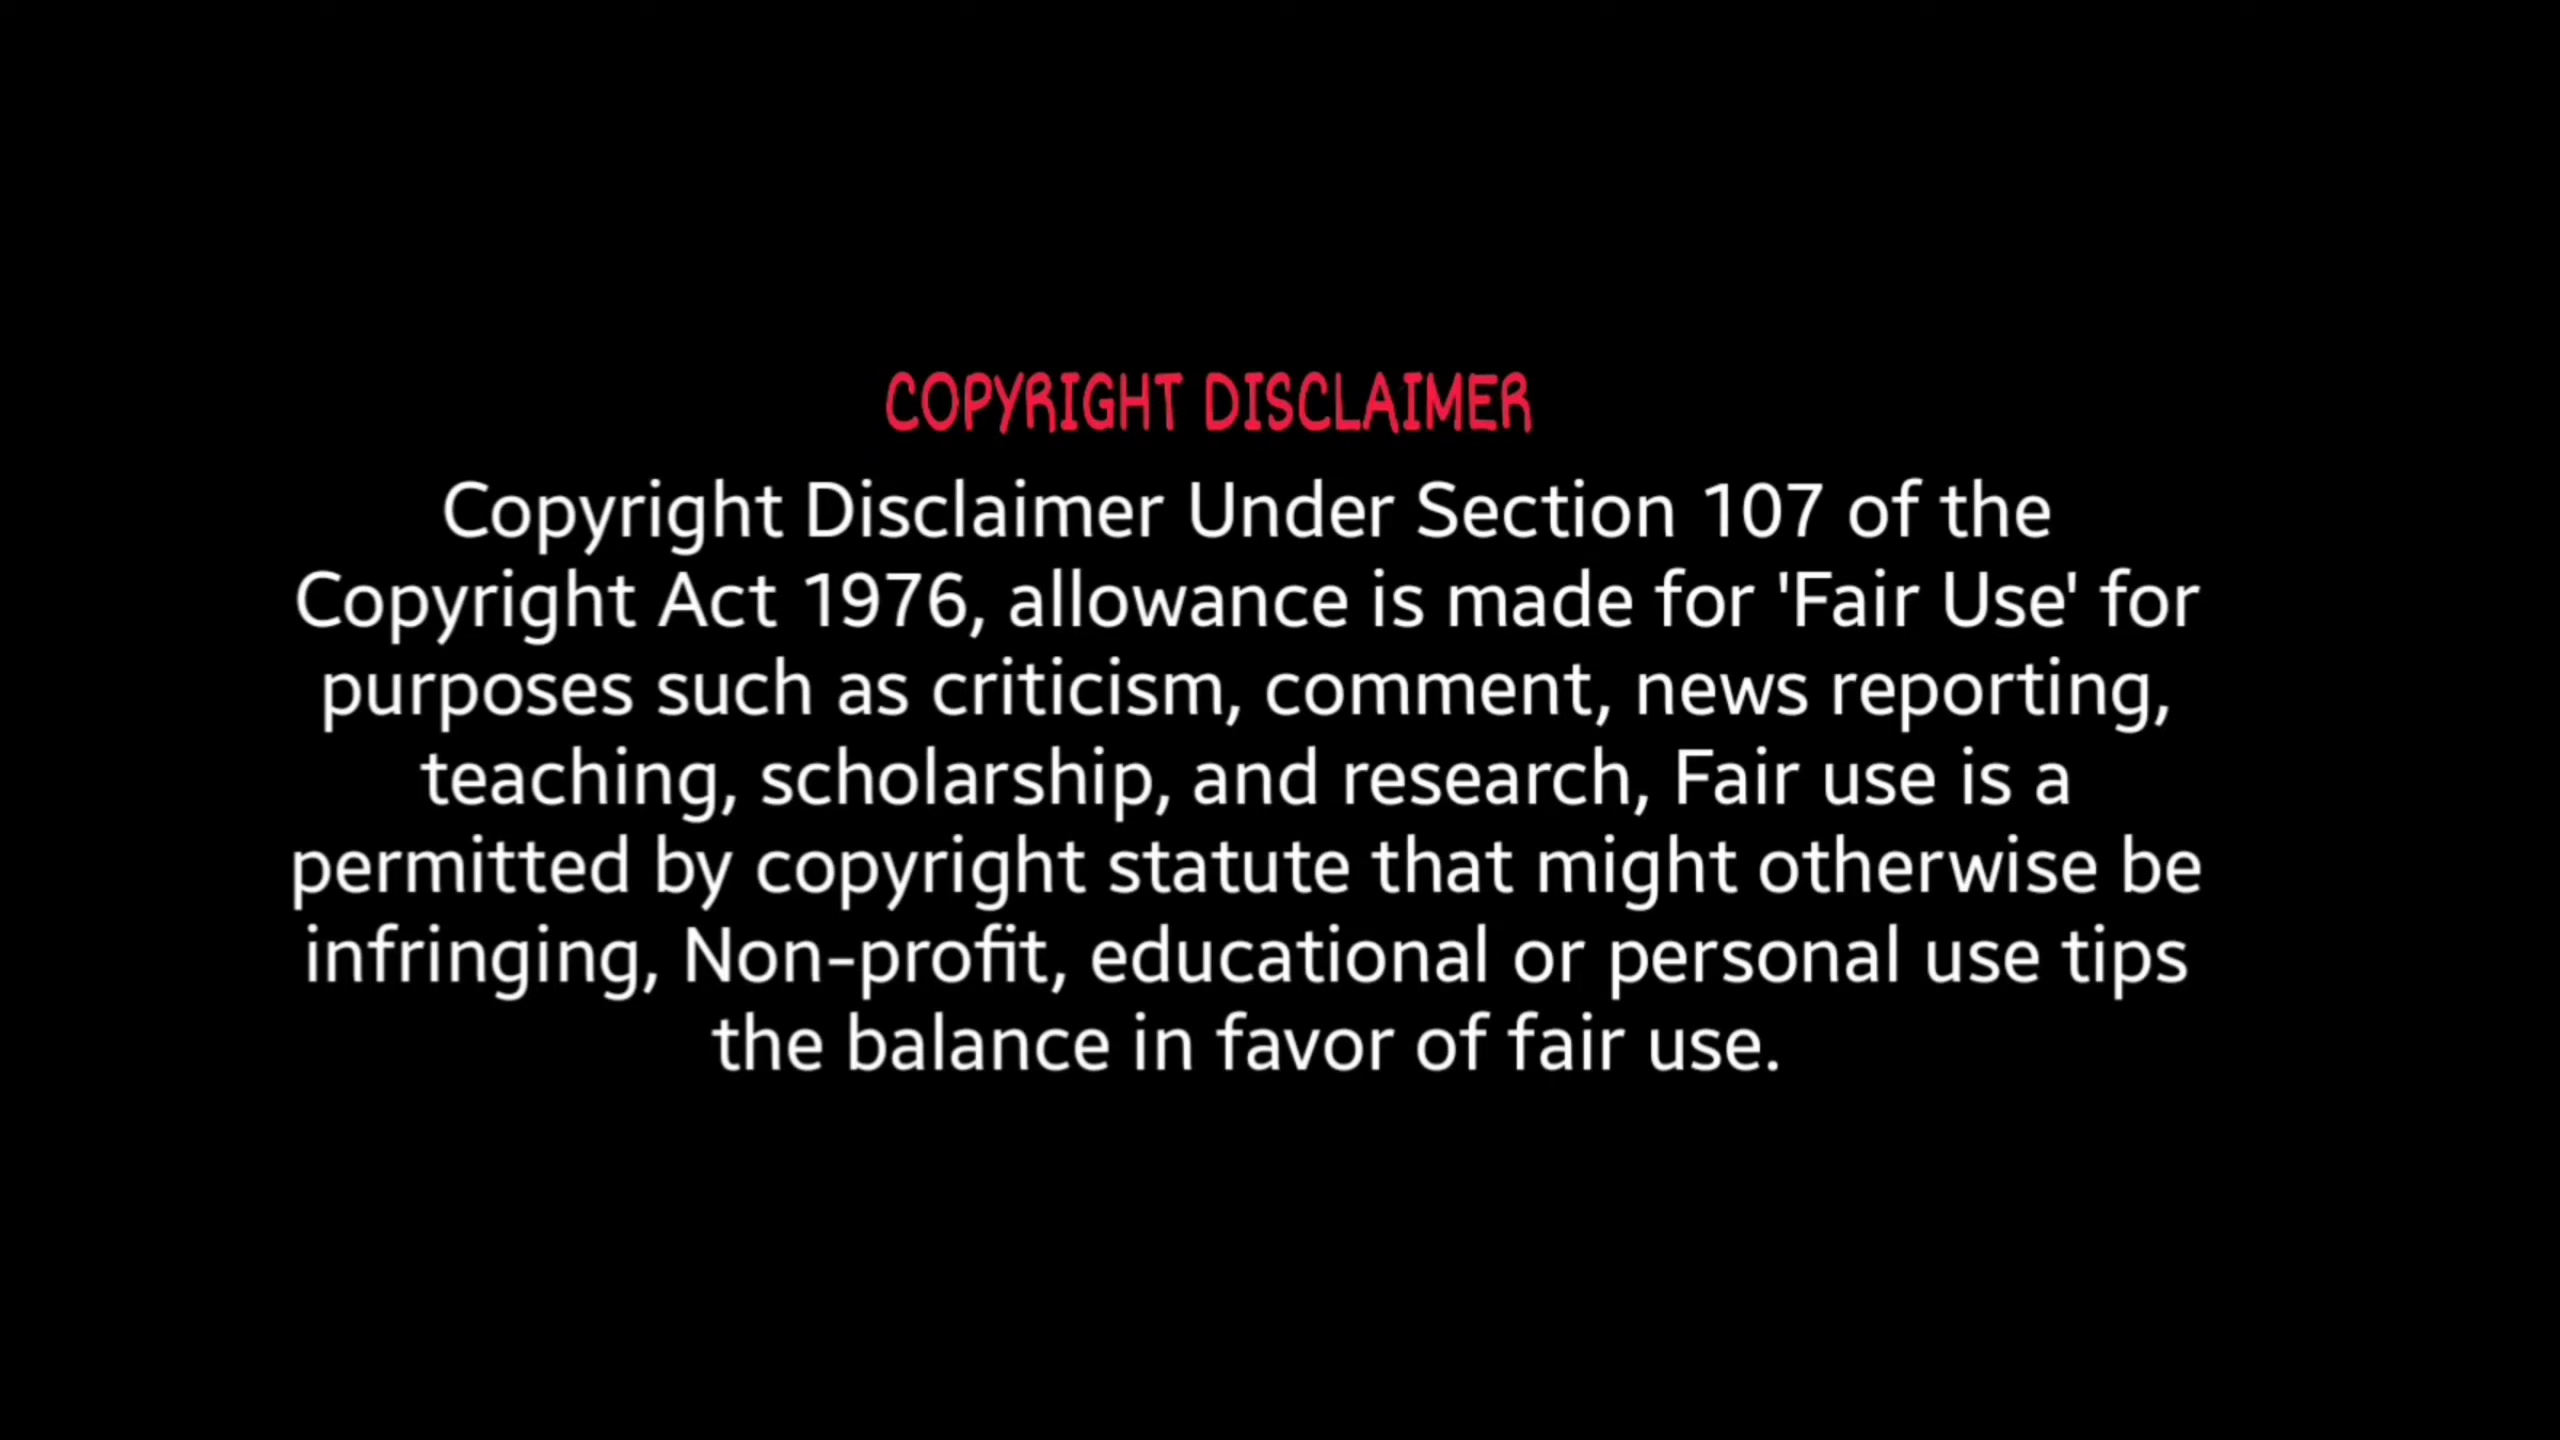 COPYRIGHT DISCLAIMER
Copyright Disclaimer Under Section 107 of the
Copyright Act 1976, allowance is made for 'Fair Use' for
purposes such as criticism, comment, news reporting,
teaching, scholarship, and research, Fair use is a
permitted by copyright statute that might otherwise be
infringing, Non-profit, educational or personal use tips
the balance in favor of fair use.